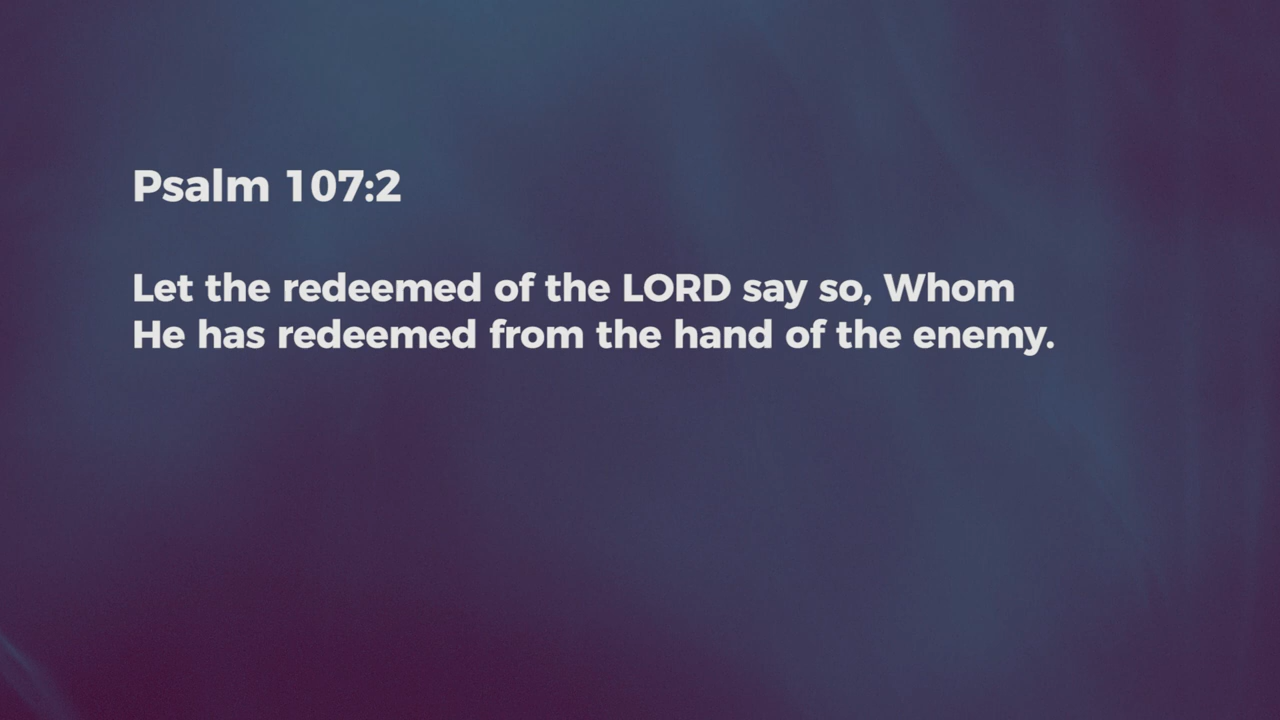 Psalm 107:2
Let the redeemed of the LORD say so, Whom
He has redeemed from the hand of the enemy.